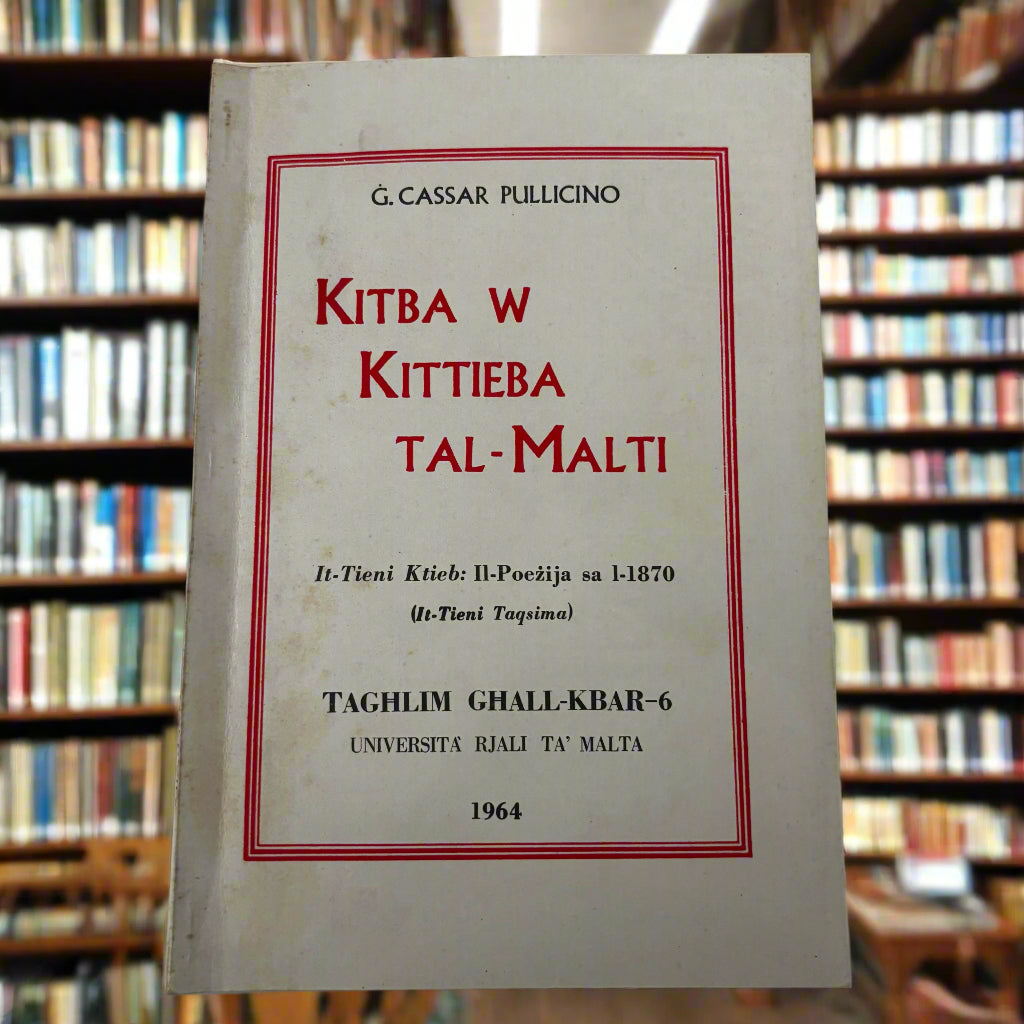 Ġ. CASSAR PULLICINO
KITBA W
KITTIEBA
TAL-MALTI
It-Tieni Ktieb: Il-Poeżija sa l-1870
(It-Tieni Taqsima)
TAGHLIM GHALL-KBAR-6
UNIVERSITÀ RJALI TA' MALTA
1964